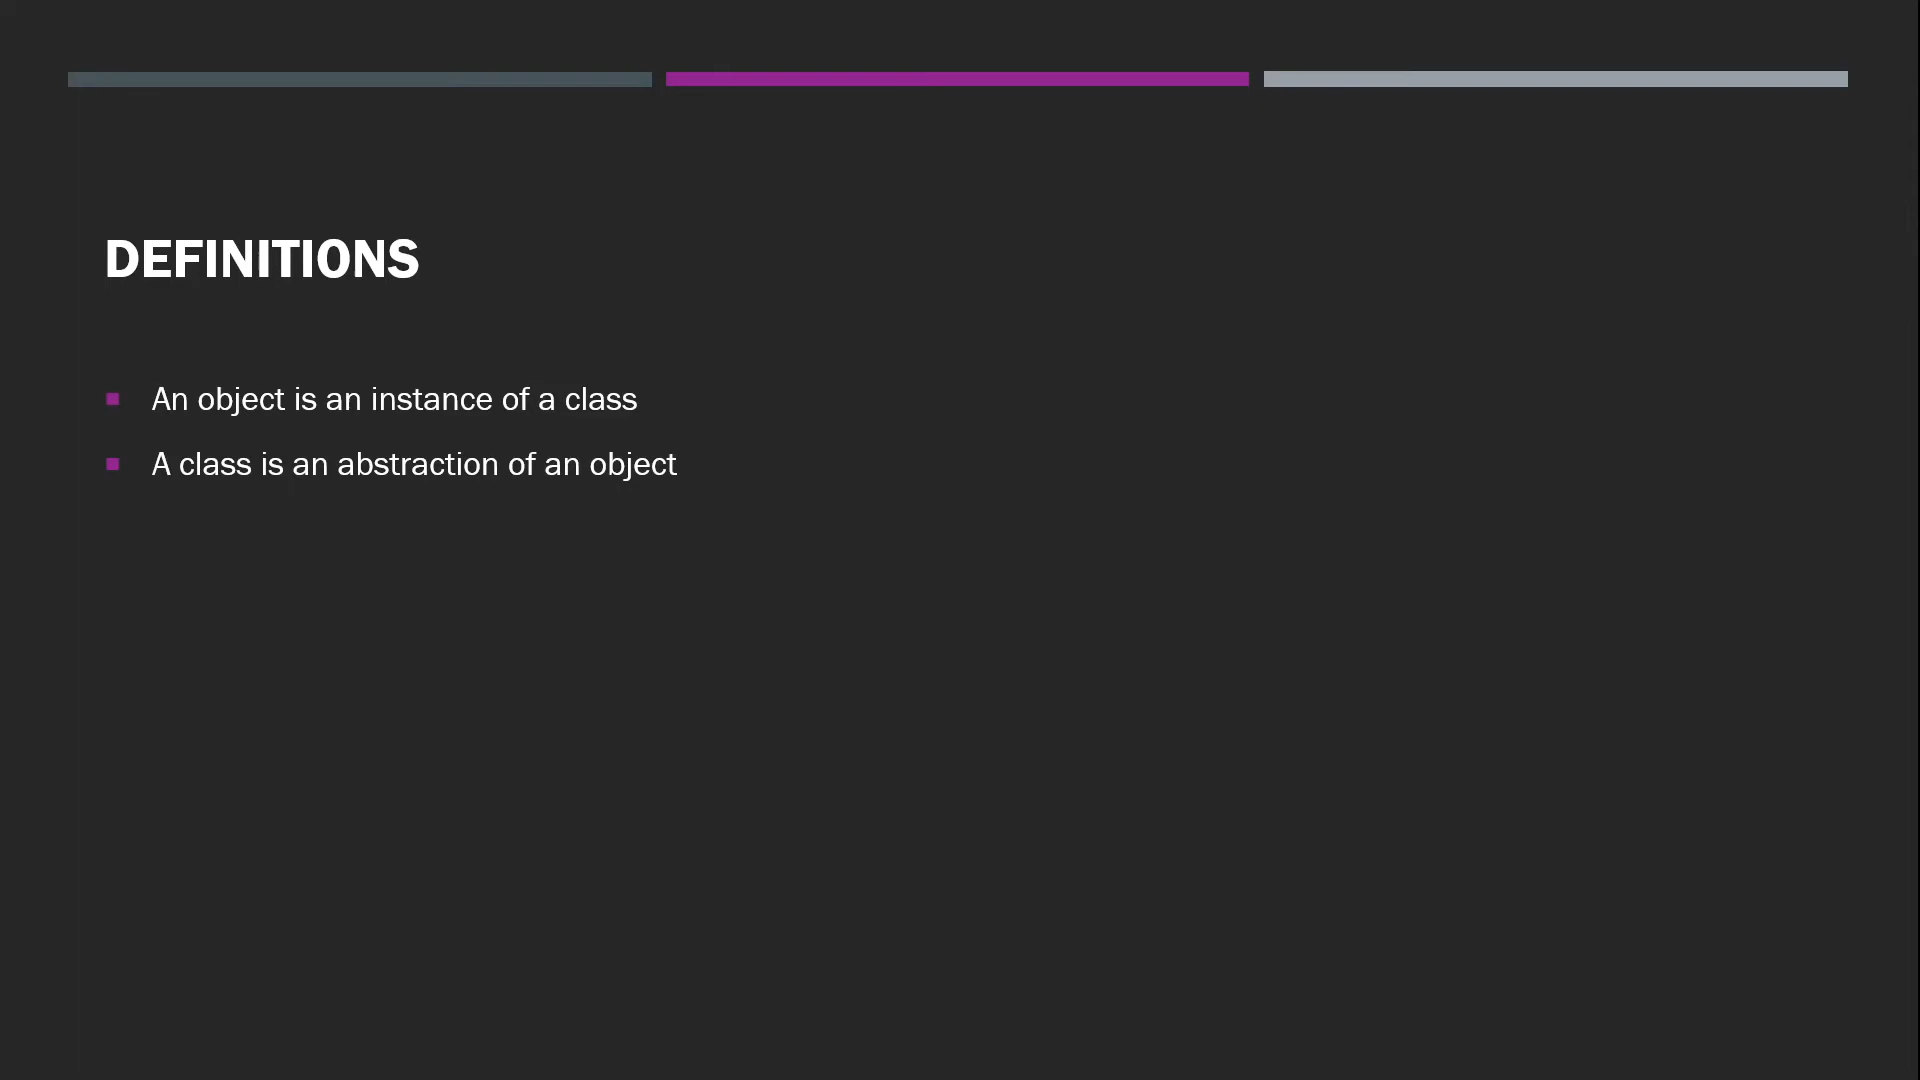 DEFINITIONS
An object is an instance of a class
A class is an abstraction of an object